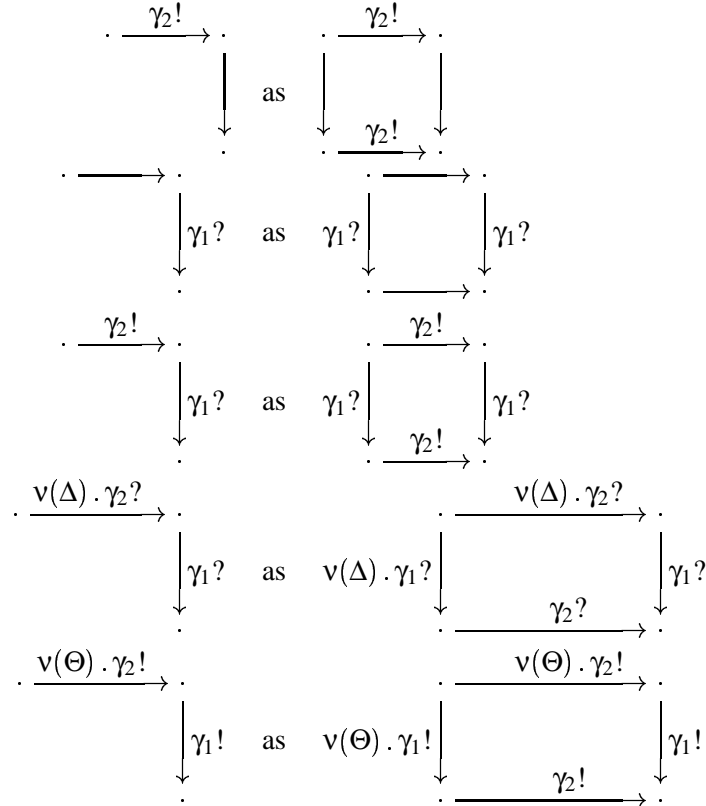 γ₂! γ₂!
as
γ₂!
γ₁? as γ₁? γ₁?
γ₂! γ₂!
γ₁? as γ₁? γ₁?
γ₂!
ν(Δ) . γ₂? ν(Δ) . γ₂?
γ₁? as ν(Δ) . γ₁? γ₁?
γ₂?
ν(Θ) . γ₂! ν(Θ) . γ₂!
γ₁! as ν(Θ) . γ₁! γ₁!
γ₂!